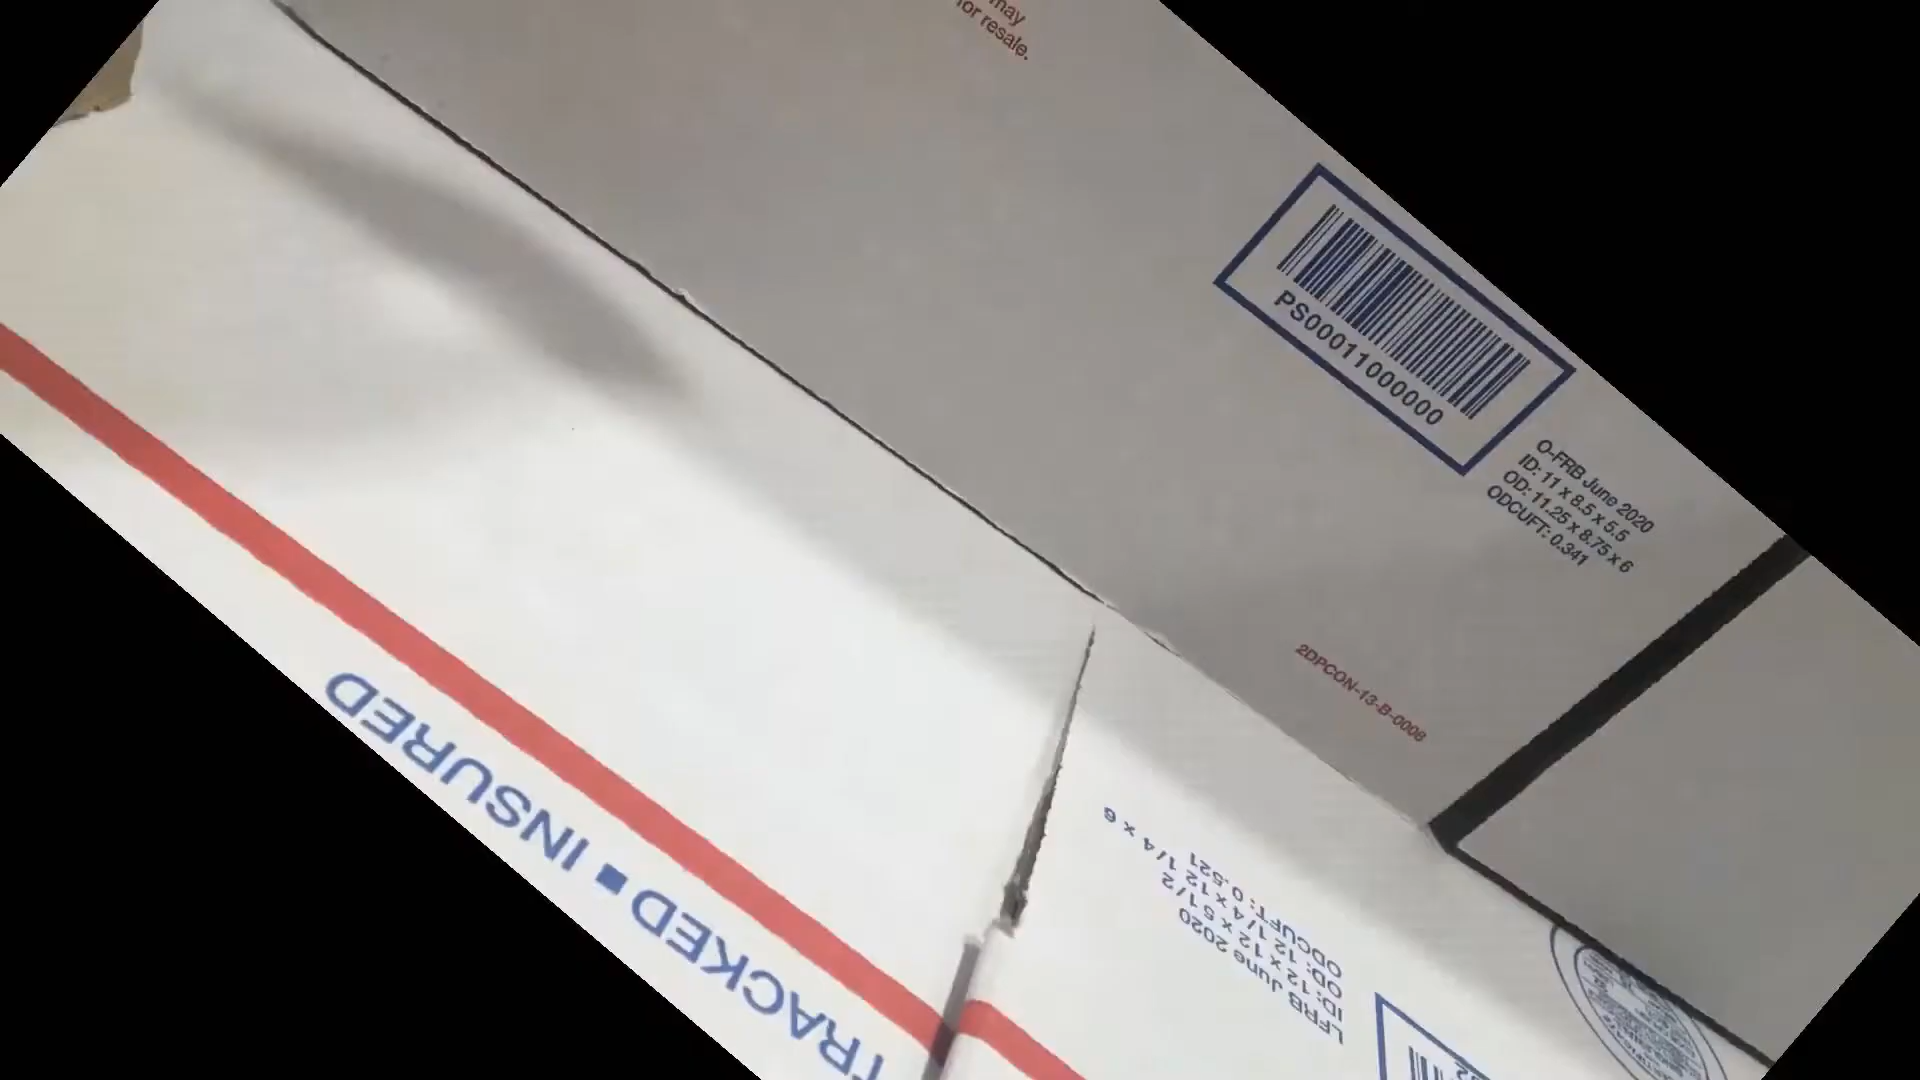 may
for resale.
PS00011000000
O-FRB June 2020
ID: 11 x 8.5 x 5.5
OD: 11.25 x 8.75 x 6
ODCUFT: 0.341
2DPCON-13-B-0008
TRACKED ■ INSURED
LFRB June 2020
ID: 12 x 12 x 5 1/2
OD: 12 1/4 x 12 1/4 x 6
ODCUFT: 0.521